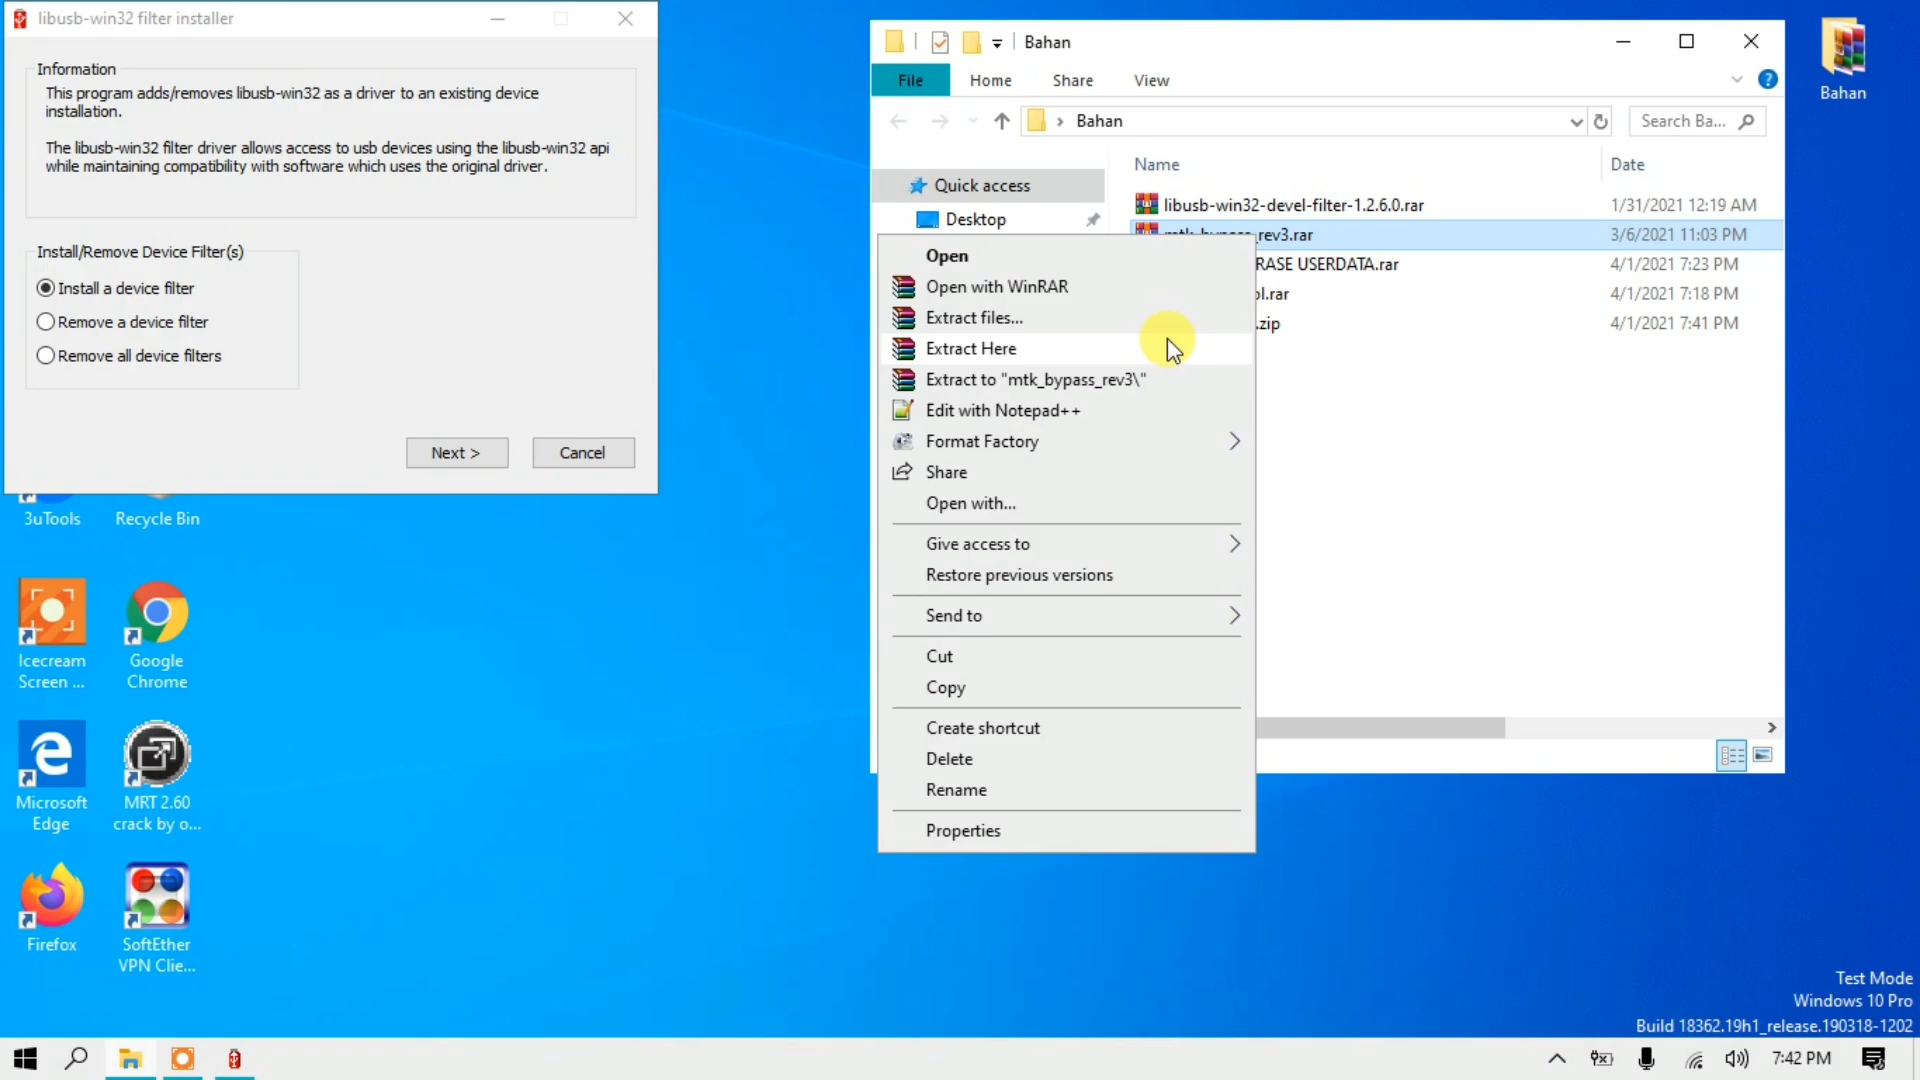 libusb-win32 filter installer
Information
This program adds/removes libusb-win32 as a driver to an existing device
installation.
The libusb-win32 filter driver allows access to usb devices using the libusb-win32 api
while maintaining compatibility with software which uses the original driver.
Install/Remove Device Filter(s)
Install a device filter
Remove a device filter
Remove all device filters
Next >
Cancel
3uTools
Recycle Bin
Icecream
Screen ...
Google
Chrome
Microsoft
Edge
MRT 2.60
crack by o...
Firefox
SoftEther
VPN Clie...
Bahan
File
Home
Share
View
Bahan
Search Ba...
Quick access
Desktop
Name
Date
libusb-win32-devel-filter-1.2.6.0.rar
1/31/2021 12:19 AM
mtk_bypass_rev3.rar
3/6/2021 11:03 PM
RASE USERDATA.rar
4/1/2021 7:23 PM
ol.rar
4/1/2021 7:18 PM
.zip
4/1/2021 7:41 PM
Open
Open with WinRAR
Extract files...
Extract Here
Extract to "mtk_bypass_rev3\"
Edit with Notepad++
Format Factory
Share
Open with...
Give access to
Restore previous versions
Send to
Cut
Copy
Create shortcut
Delete
Rename
Properties
Bahan
Test Mode
Windows 10 Pro
Build 18362.19h1_release.190318-1202
7:42 PM